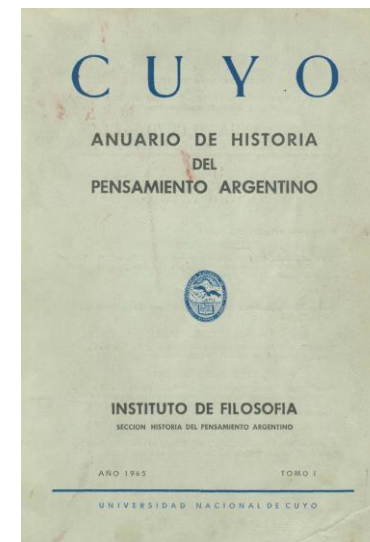 CUYO
ANUARIO DE HISTORIA
DEL
PENSAMIENTO ARGENTINO
INSTITUTO DE FILOSOFIA
SECCION HISTORIA DEL PENSAMIENTO ARGENTINO
AÑO 1965 TOMO I
UNIVERSIDAD NACIONAL DE CUYO